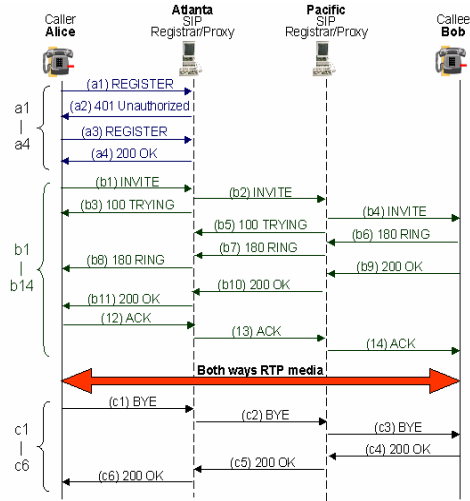 Caller
Alice
Atlanta
SIP
Registrar/Proxy
Pacific
SIP
Registrar/Proxy
Callee
Bob
a1
a4
(a1) REGISTER
(a2) 401 Unauthorized
(a3) REGISTER
(a4) 200 OK
b1
b14
(b1) INVITE
(b2) INVITE
(b3) 100 TRYING
(b4) INVITE
(b5) 100 TRYING
(b6) 180 RING
(b7) 180 RING
(b8) 180 RING
(b9) 200 OK
(b10) 200 OK
(b11) 200 OK
(12) ACK
(13) ACK
(14) ACK
Both ways RTP media
c1
c6
(c1) BYE
(c2) BYE
(c3) BYE
(c4) 200 OK
(c5) 200 OK
(c6) 200 OK